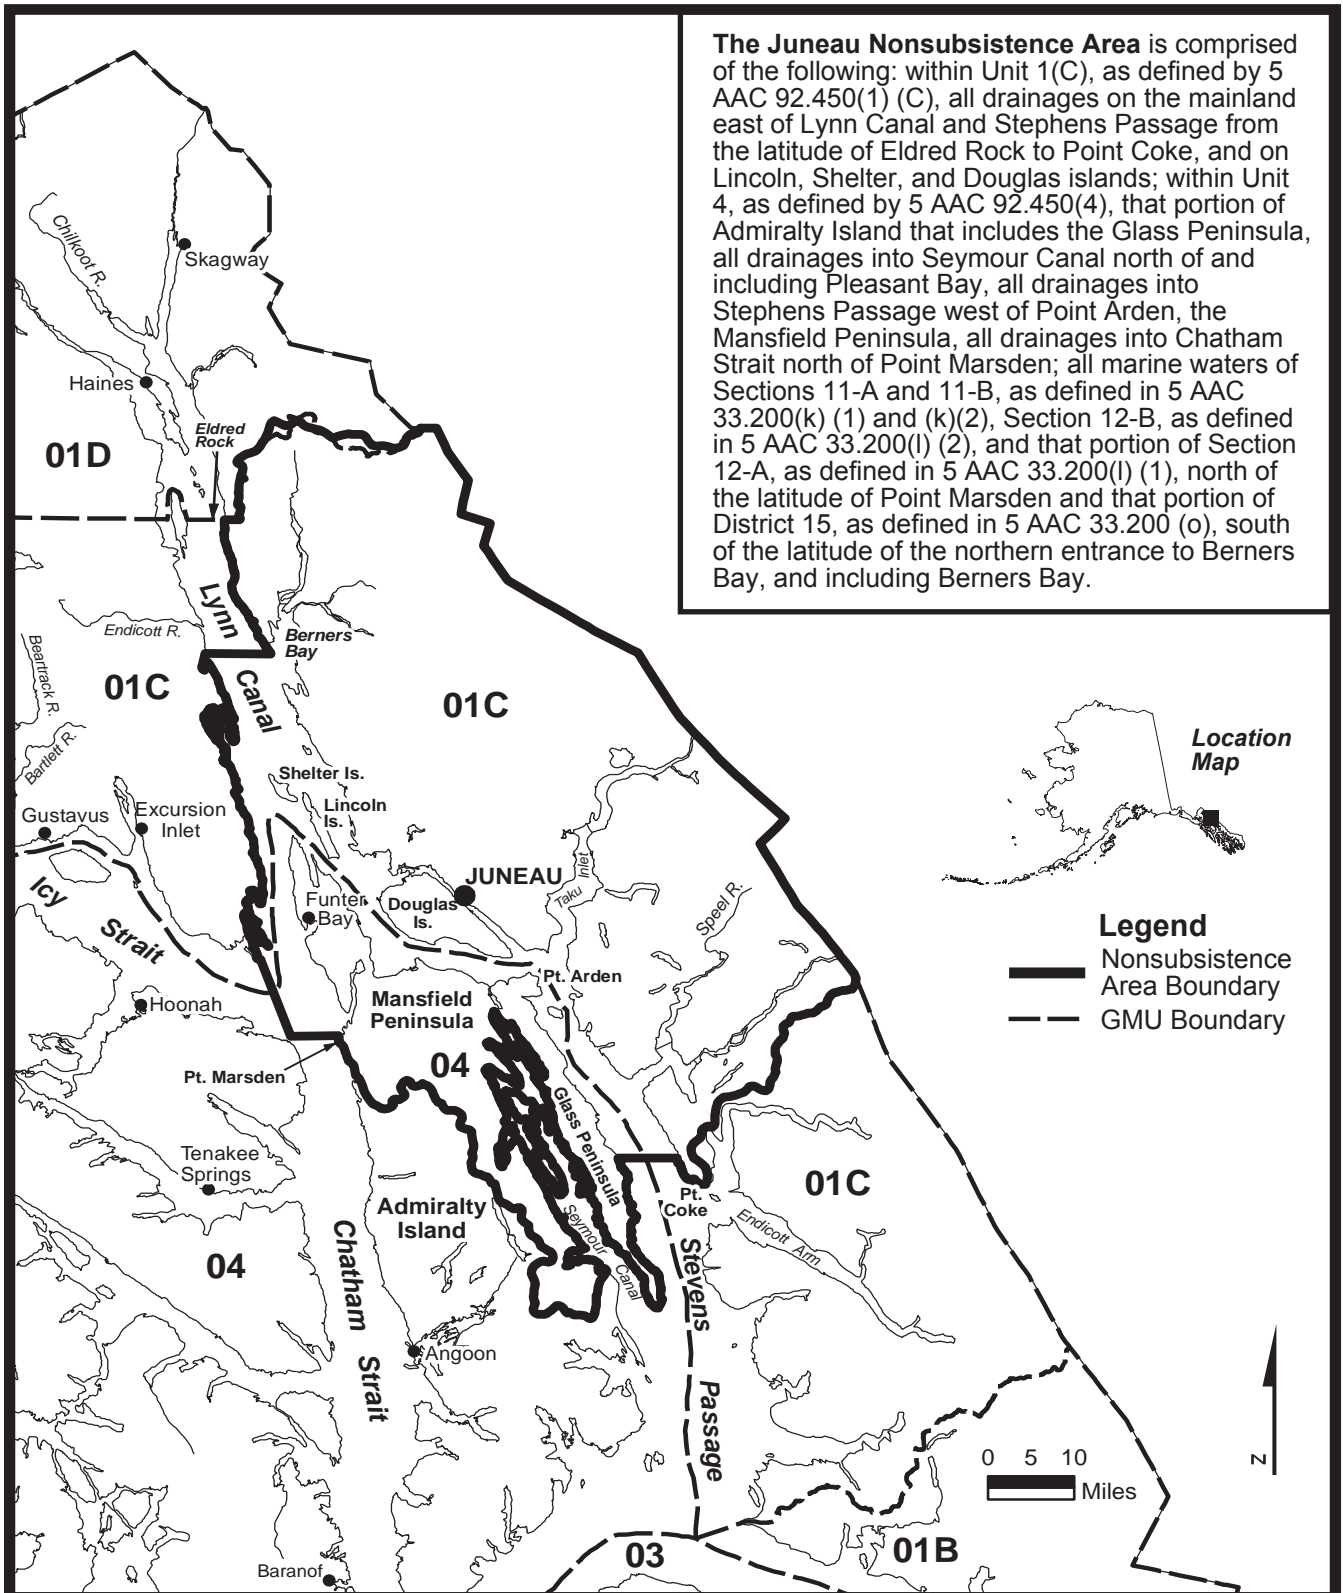 The Juneau Nonsubsistence Area is comprised
of the following: within Unit 1(C), as defined by 5
AAC 92.450(1) (C), all drainages on the mainland
east of Lynn Canal and Stephens Passage from
the latitude of Eldred Rock to Point Coke, and on
Lincoln, Shelter, and Douglas islands; within Unit
4, as defined by 5 AAC 92.450(4), that portion of
Admiralty Island that includes the Glass Peninsula,
all drainages into Seymour Canal north of and
including Pleasant Bay, all drainages into
Stephens Passage west of Point Arden, the
Mansfield Peninsula, all drainages into Chatham
Strait north of Point Marsden; all marine waters of
Sections 11-A and 11-B, as defined in 5 AAC
33.200(k) (1) and (k)(2), Section 12-B, as defined
in 5 AAC 33.200(l) (2), and that portion of Section
12-A, as defined in 5 AAC 33.200(l) (1), north of
the latitude of Point Marsden and that portion of
District 15, as defined in 5 AAC 33.200 (o), south
of the latitude of the northern entrance to Berners
Bay, and including Berners Bay.
Chilkoot R.
Skagway
Haines
Eldred
Rock
01D
Lynn
Canal
Endicott R.
Berners
Bay
Beartrack R.
01C
01C
Bartlett R.
Location
Map
Shelter Is.
Lincoln
Is.
Gustavus
Excursion
Inlet
JUNEAU
Taku Inlet
Icy
Strait
Funter
Bay
Douglas
Is.
Speel R.
Legend
Nonsubsistence
Area Boundary
GMU Boundary
Pt. Arden
Hoonah
Mansfield
Peninsula
04
Pt. Marsden
Glass Peninsula
Tenakee
Springs
Admiralty
Island
Seymour
Canal
Pt.
Coke
01C
Endicott Arm
04
Chatham
Strait
Stevens
Passage
Angoon
0 5 10
Miles
N
03
01B
Baranof